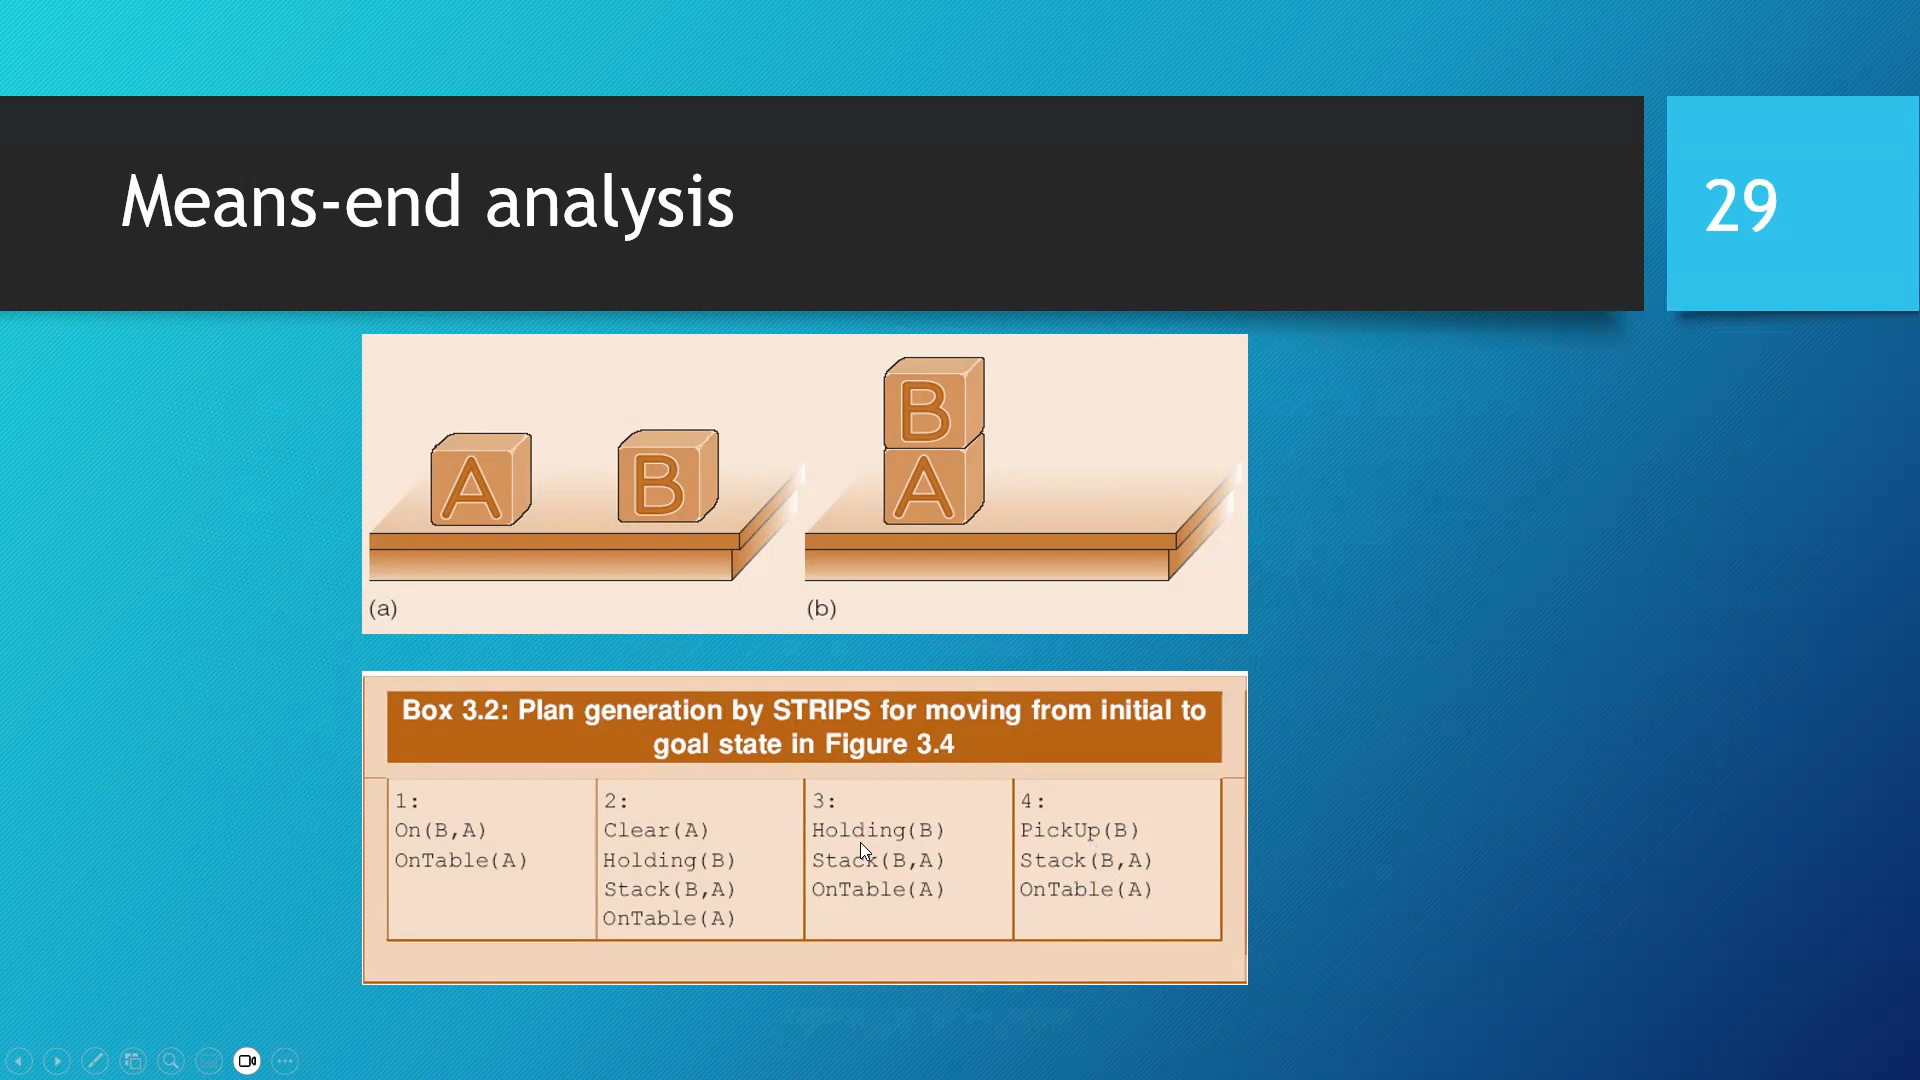 Means-end analysis
29
A
B
B
A
(a)
(b)
Box 3.2: Plan generation by STRIPS for moving from initial to
goal state in Figure 3.4
1:
On(B,A)
OnTable(A)
2:
Clear(A)
Holding(B)
Stack(B,A)
OnTable(A)
3:
Holding(B)
Stack(B,A)
OnTable(A)
4:
PickUp(B)
Stack(B,A)
OnTable(A)